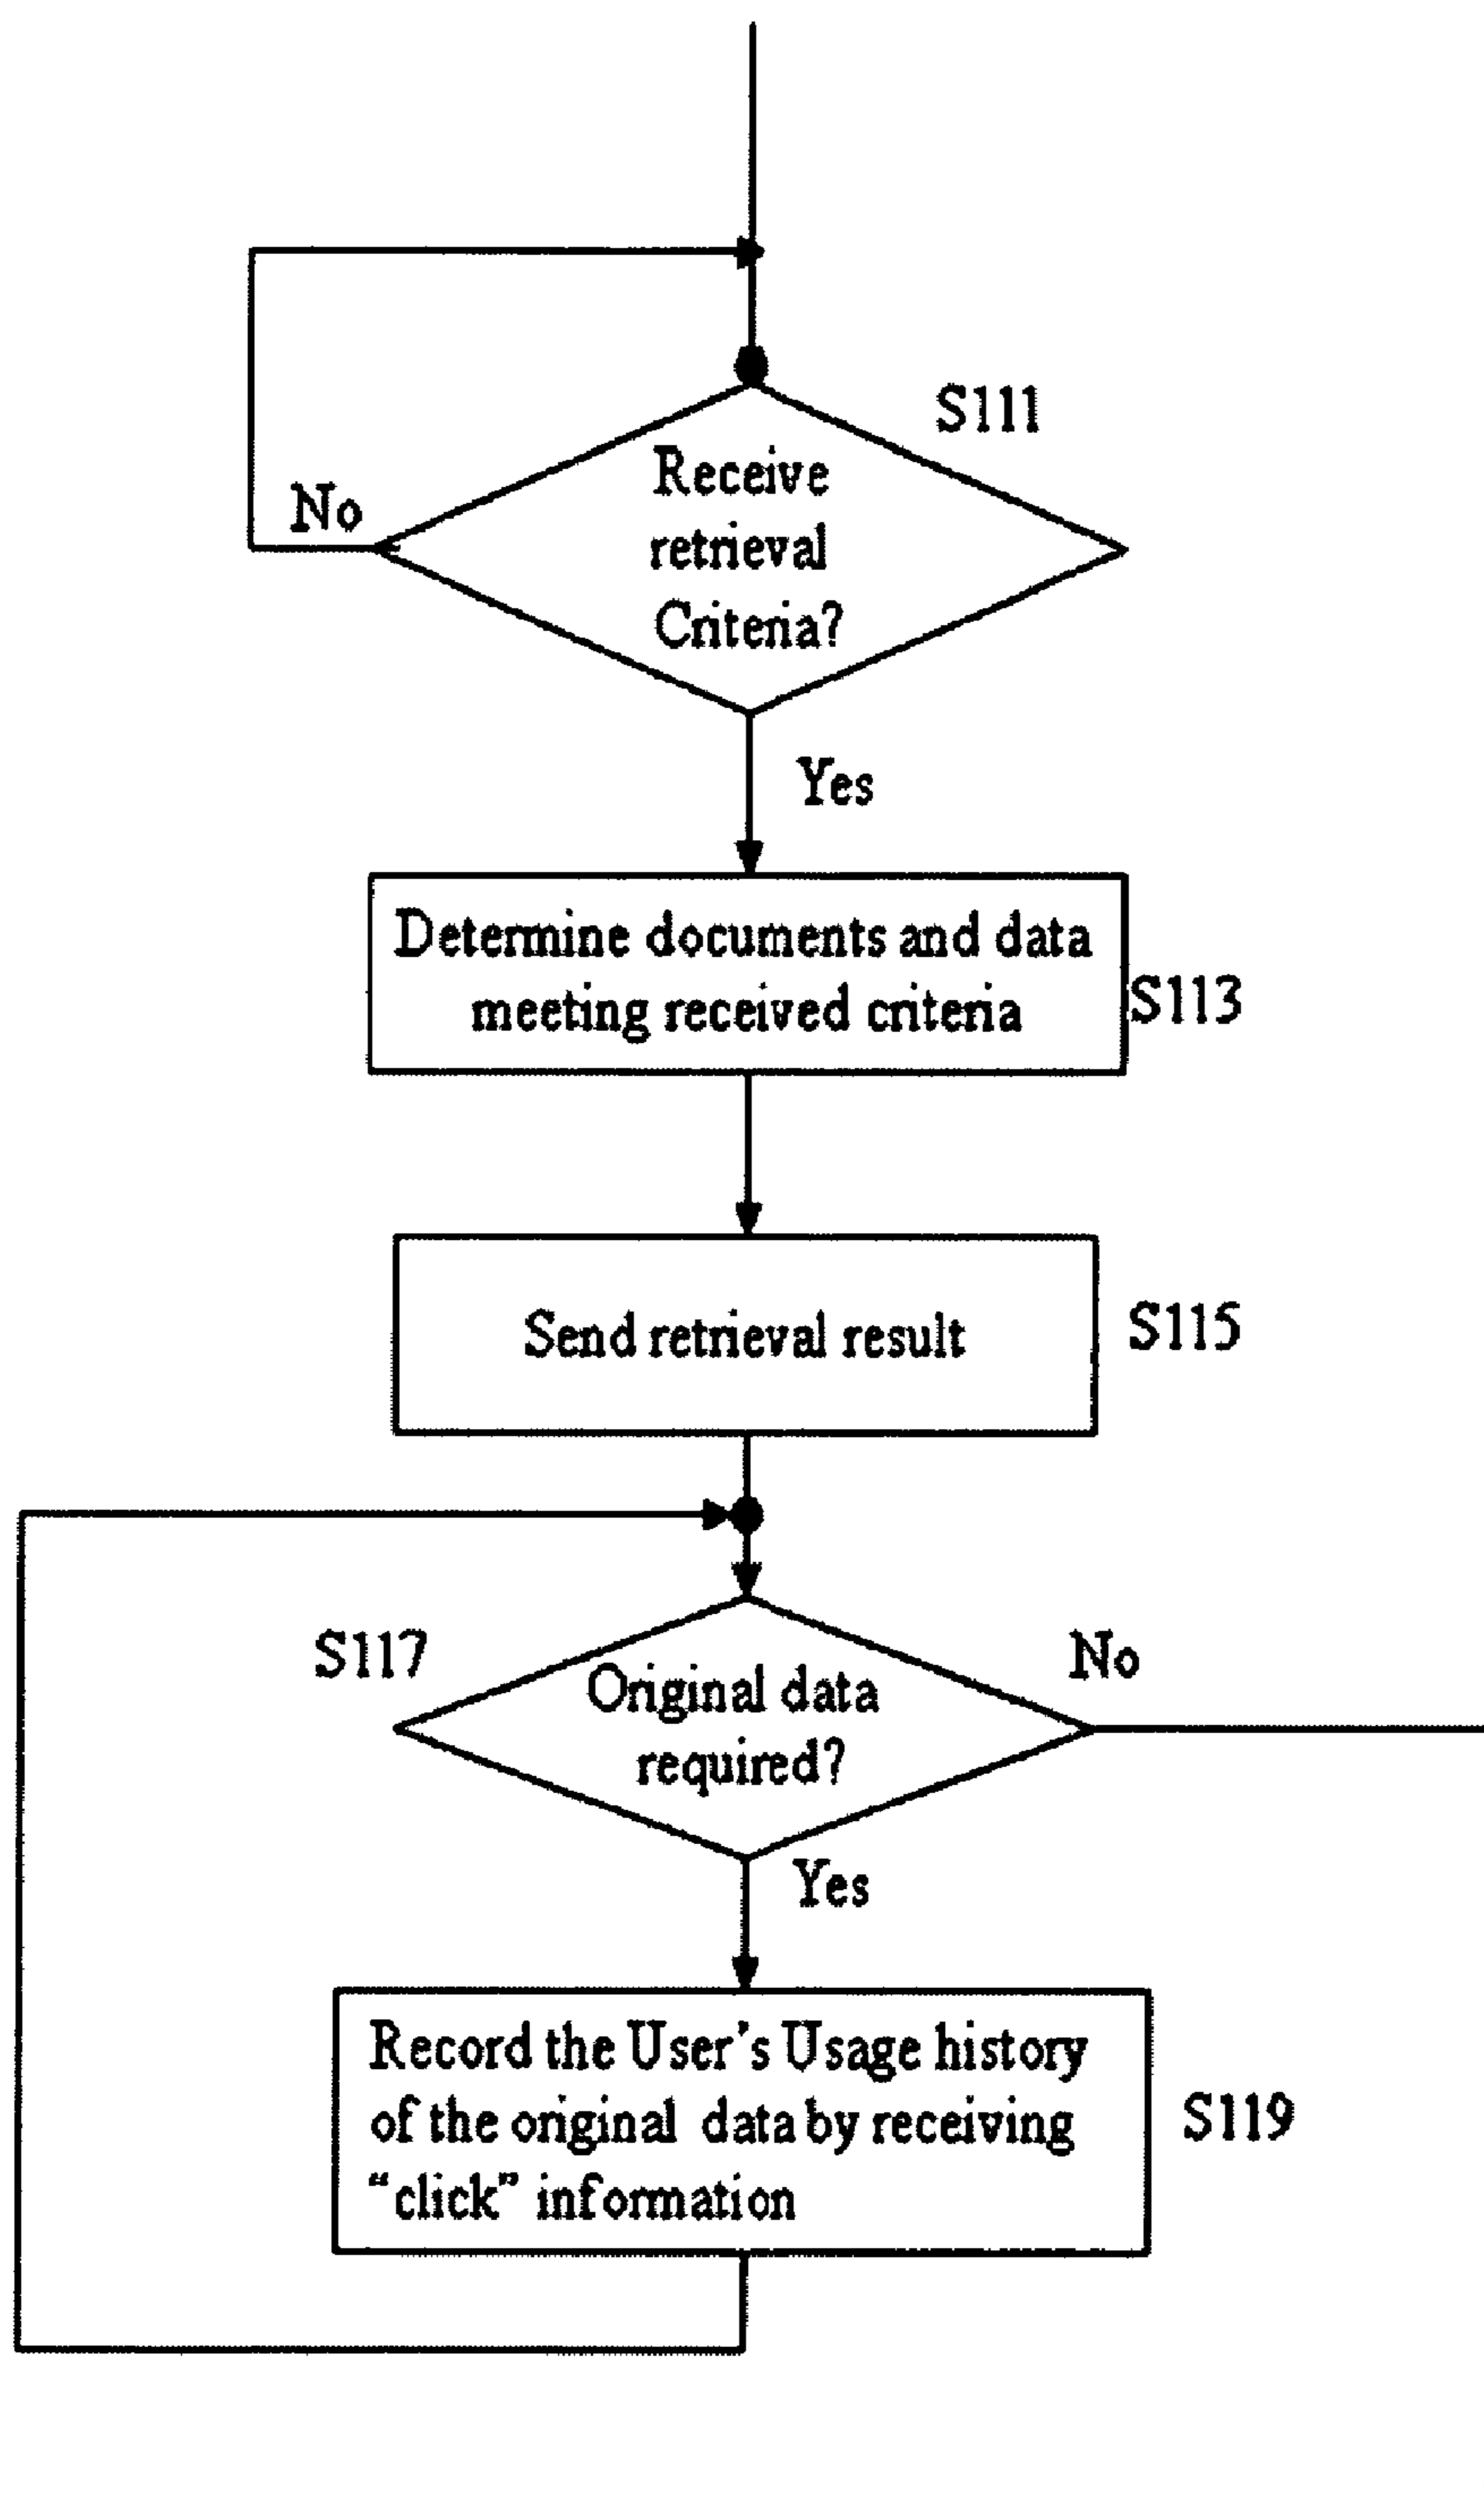 S111
Receive
retrieval
Criteria?
No
Yes
Determine documents and data
meeting received criteria
S113
Send retrieval result
S115
S117
No
Original data
required?
Yes
Record the User's Usage history
of the original data by receiving
“click” information
S119